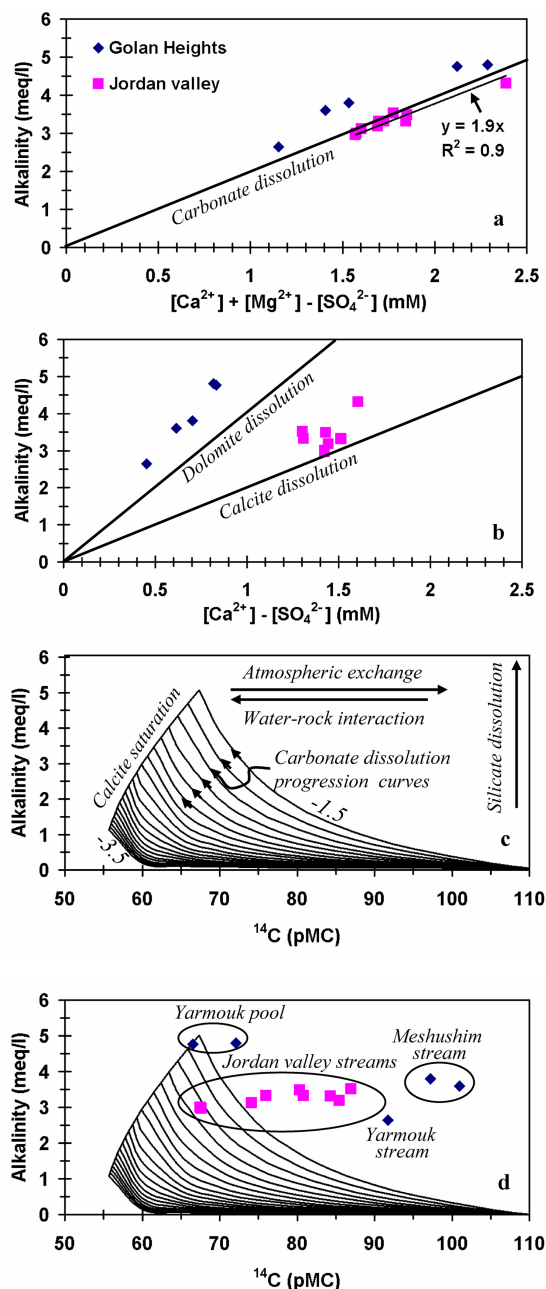 Golan Heights
Jordan valley
y = 1.9x
R² = 0.9
Carbonate dissolution
a
Alkalinity (meq/l)
6
5
4
3
2
1
0
0 0.5 1 1.5 2 2.5
[Ca²⁺] + [Mg²⁺] - [SO₄²⁻] (mM)
Dolomite dissolution
Calcite dissolution
b
Alkalinity (meq/l)
6
5
4
3
2
1
0
0 0.5 1 1.5 2 2.5
[Ca²⁺] - [SO₄²⁻] (mM)
Atmospheric exchange
Water-rock interaction
Silicate dissolution
Calcite saturation
Carbonate dissolution
progression curves
-1.5
-3.5
c
Alkalinity (meq/l)
6
5
4
3
2
1
0
50 60 70 80 90 100 110
¹⁴C (pMC)
Yarmouk pool
Jordan valley streams
Meshushim
stream
Yarmouk
stream
d
Alkalinity (meq/l)
6
5
4
3
2
1
0
50 60 70 80 90 100 110
¹⁴C (pMC)